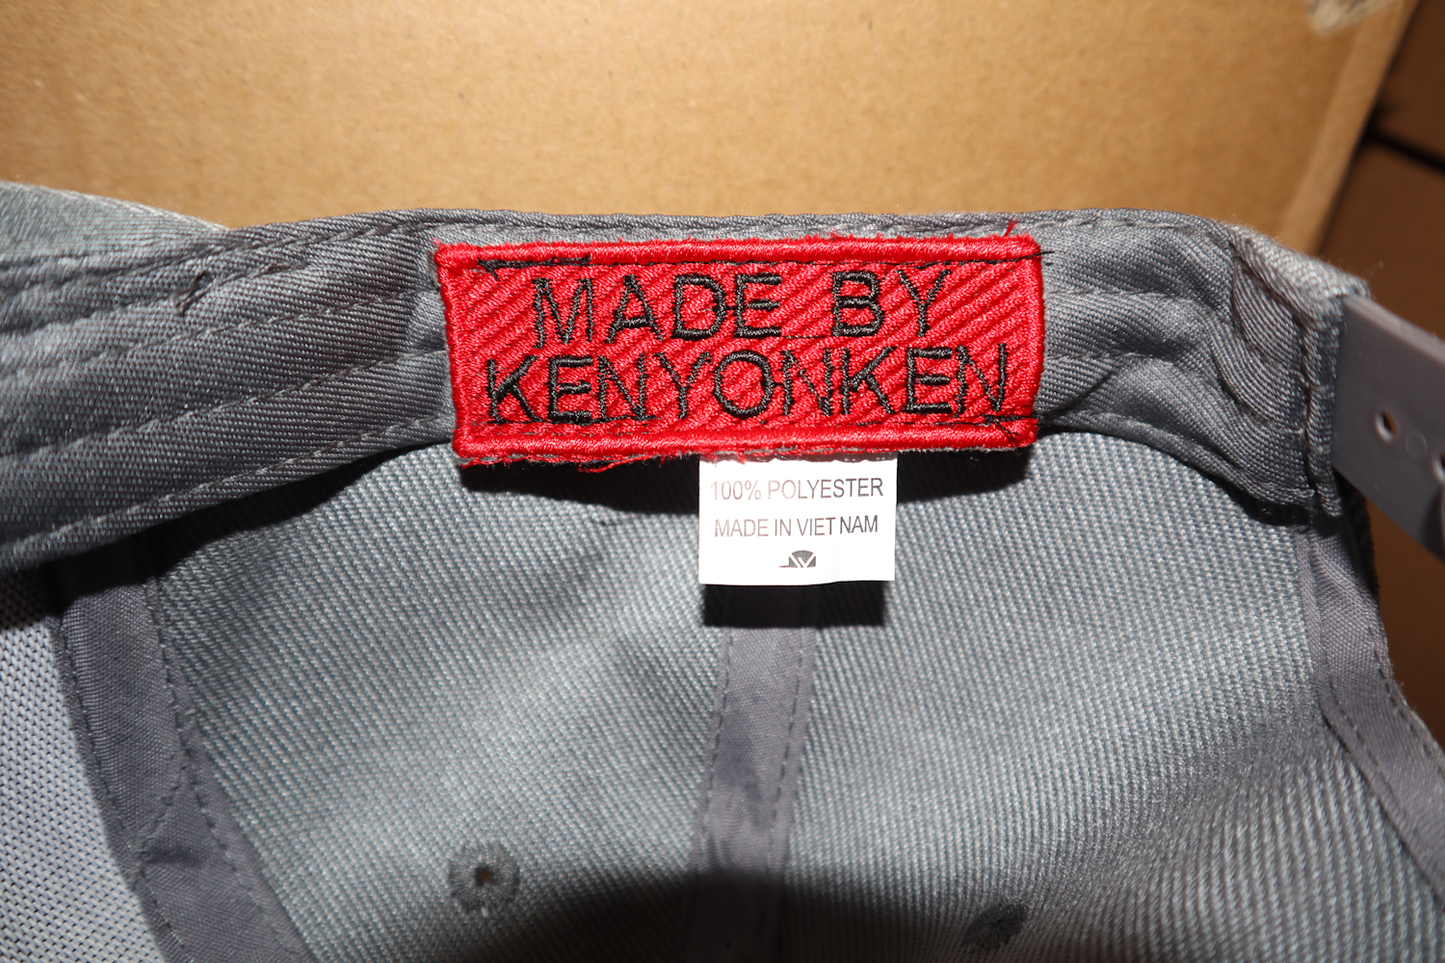 MADE BY
KENYONKEN
100% POLYESTER
MADE IN VIET NAM